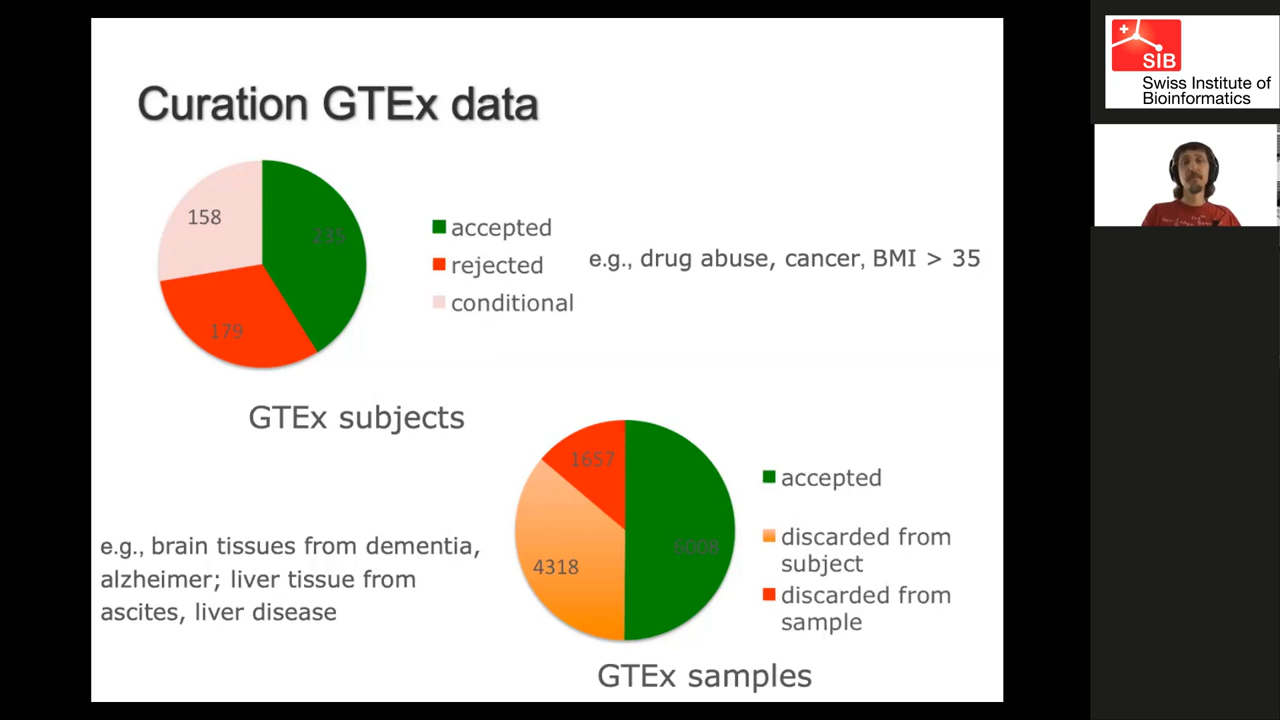 Curation GTEx data
158
235
179
accepted
rejected
conditional
e.g., drug abuse, cancer, BMI > 35
GTEx subjects
1657
4318
6008
accepted
discarded from
subject
discarded from
sample
e.g., brain tissues from dementia,
alzheimer; liver tissue from
ascites, liver disease
GTEx samples
SIB
Swiss Institute of
Bioinformatics